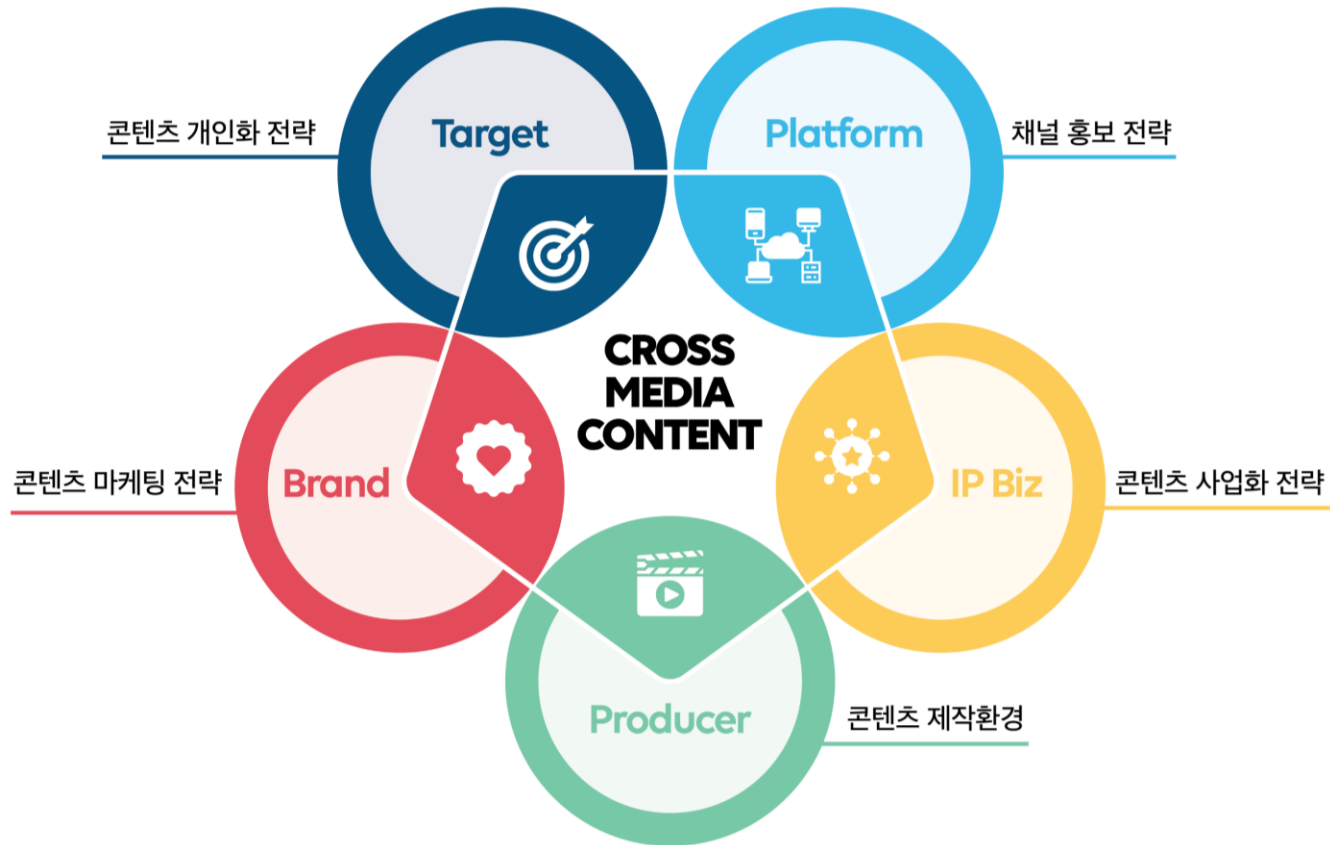 콘텐츠 개인화 전략
Target
Platform
채널 홍보 전략
CROSS
MEDIA
CONTENT
콘텐츠 마케팅 전략
Brand
IP Biz
콘텐츠 사업화 전략
Producer
콘텐츠 제작환경